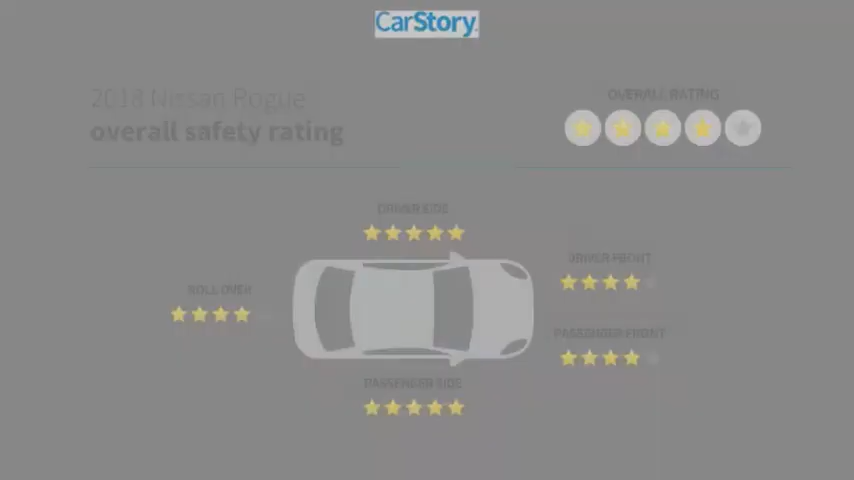 CarStory.
2018 Nissan Rogue
overall safety rating
OVERALL RATING
DRIVER SIDE
DRIVER FRONT
ROLL OVER
PASSENGER FRONT
PASSENGER SIDE